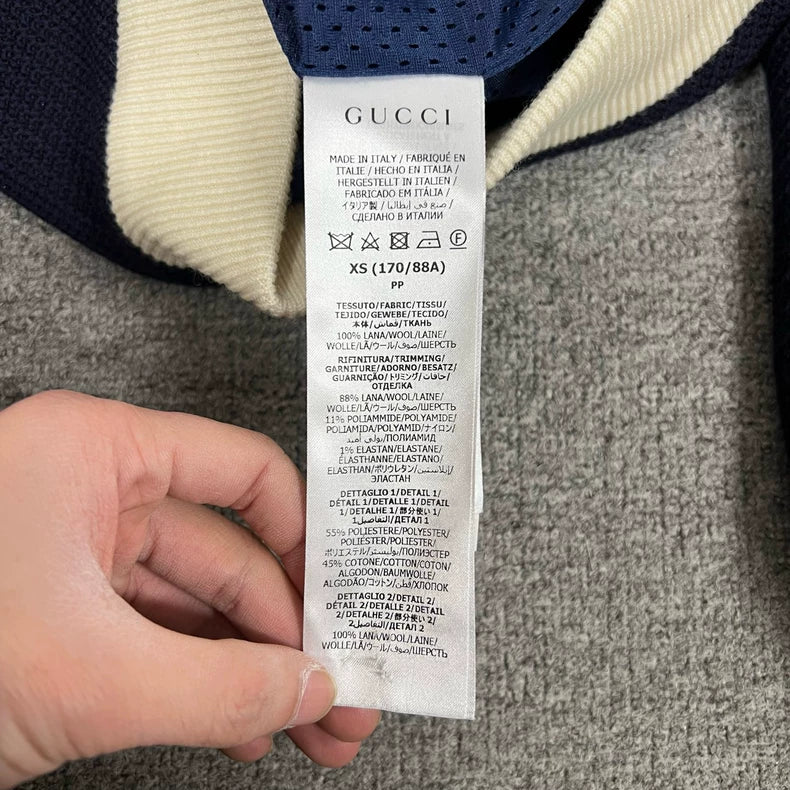 GUCCI
MADE IN ITALY / FABRIQUÉ EN
ITALIE / HECHO EN ITALIA /
HERGESTELLT IN ITALIEN /
FABRICADO EM ITÁLIA /
イタリア製 / صنع في إيطاليا /
СДЕЛАНО В ИТАЛИИ
XS (170/88A)
PP
TESSUTO/FABRIC/TISSU/
TEJIDO/GEWEBE/TECIDO/
本体/قماش/ТКАНЬ
100% LANA/WOOL/LAINE/
WOLLE/LÃ/ウール/صوف/ШЕРСТЬ
RIFINITURA/TRIMMING/
GARNITURE/ADORNO/BESATZ/
GUARNIÇÃO/トリミング/حافات/
ОТДЕЛКА
88% LANA/WOOL/LAINE/
WOLLE/LÃ/ウール/صوف/ШЕРСТЬ
11% POLIAMMIDE/POLYAMIDE/
POLIAMIDA/POLYAMID/ナイロン/
بولي أميد/ПОЛИАМИД
1% ELASTAN/ELASTANE/
ÉLASTHANNE/ELASTANO/
ELASTHAN/ポリウレタン/إيلاستين/
ЭЛАСТАН
DETTAGLIO 1/DETAIL 1/
DÉTAIL 1/DETALLE 1/DETAIL
1/DETALHE 1/部分使い 1/
التفاصيل1/ДЕТАЛ 1
55% POLIESTERE/POLYESTER/
POLIÉSTER/POLYESTER/
ポリエステル/بوليستر/ПОЛИЭСТЕР
45% COTONE/COTTON/COTON/
ALGODON/BAUMWOLLE/
ALGODÃO/コットン/قطن/ХЛОПОК
DETTAGLIO 2/DETAIL 2/
DÉTAIL 2/DETALLE 2/DETAIL
2/DETALHE 2/部分使い 2/
التفاصيل2/ДЕТАЛ 2
100% LANA/WOOL/LAINE/
WOLLE/LÃ/ウール/صوف/ШЕРСТЬ